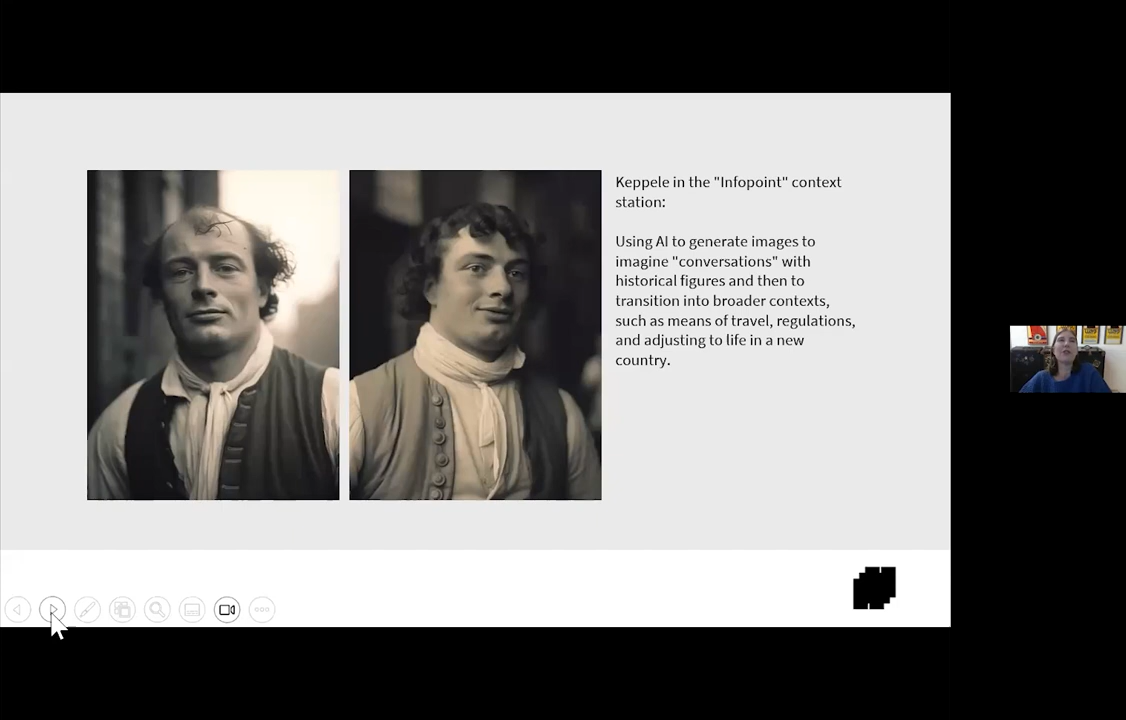 Keppele in the "Infopoint" context
station:
Using AI to generate images to
imagine "conversations" with
historical figures and then to
transition into broader contexts,
such as means of travel, regulations,
and adjusting to life in a new
country.